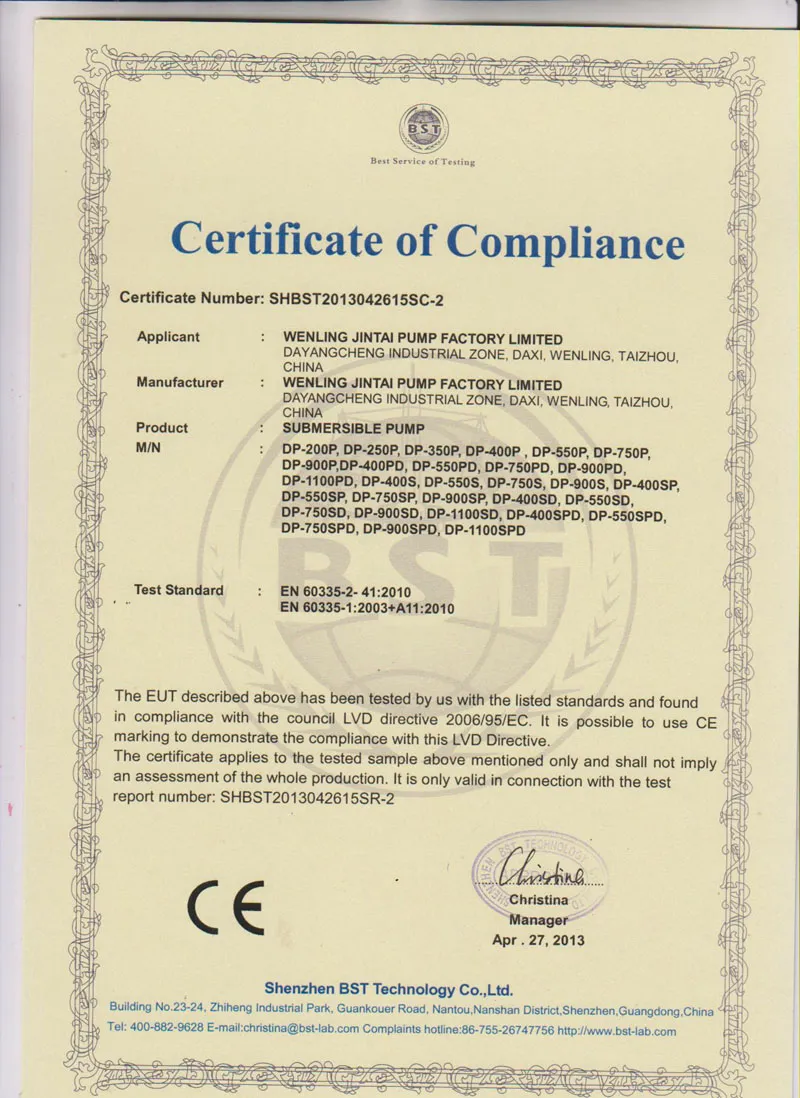 BST
Best Service of Testing
Certificate of Compliance
Certificate Number: SHBST2013042615SC-2
Applicant : WENLING JINTAI PUMP FACTORY LIMITED
DAYANGCHENG INDUSTRIAL ZONE, DAXI, WENLING, TAIZHOU,
CHINA
Manufacturer : WENLING JINTAI PUMP FACTORY LIMITED
DAYANGCHENG INDUSTRIAL ZONE, DAXI, WENLING, TAIZHOU,
CHINA
Product : SUBMERSIBLE PUMP
M/N : DP-200P, DP-250P, DP-350P, DP-400P , DP-550P, DP-750P,
DP-900P,DP-400PD, DP-550PD, DP-750PD, DP-900PD,
DP-1100PD, DP-400S, DP-550S, DP-750S, DP-900S, DP-400SP,
DP-550SP, DP-750SP, DP-900SP, DP-400SD, DP-550SD,
DP-750SD, DP-900SD, DP-1100SD, DP-400SPD, DP-550SPD,
DP-750SPD, DP-900SPD, DP-1100SPD
BST
Test Standard : EN 60335-2- 41:2010
EN 60335-1:2003+A11:2010
The EUT described above has been tested by us with the listed standards and found
in compliance with the council LVD directive 2006/95/EC. It is possible to use CE
marking to demonstrate the compliance with this LVD Directive.
The certificate applies to the tested sample above mentioned only and shall not imply
an assessment of the whole production. It is only valid in connection with the test
report number: SHBST2013042615SR-2
CE
Christina
Christina
Manager
Apr . 27, 2013
Shenzhen BST Technology Co.,Ltd.
Building No.23-24, Zhiheng Industrial Park, Guankouer Road, Nantou,Nanshan District,Shenzhen,Guangdong,China
Tel: 400-882-9628 E-mail:christina@bst-lab.com Complaints hotline:86-755-26747756 http://www.bst-lab.com